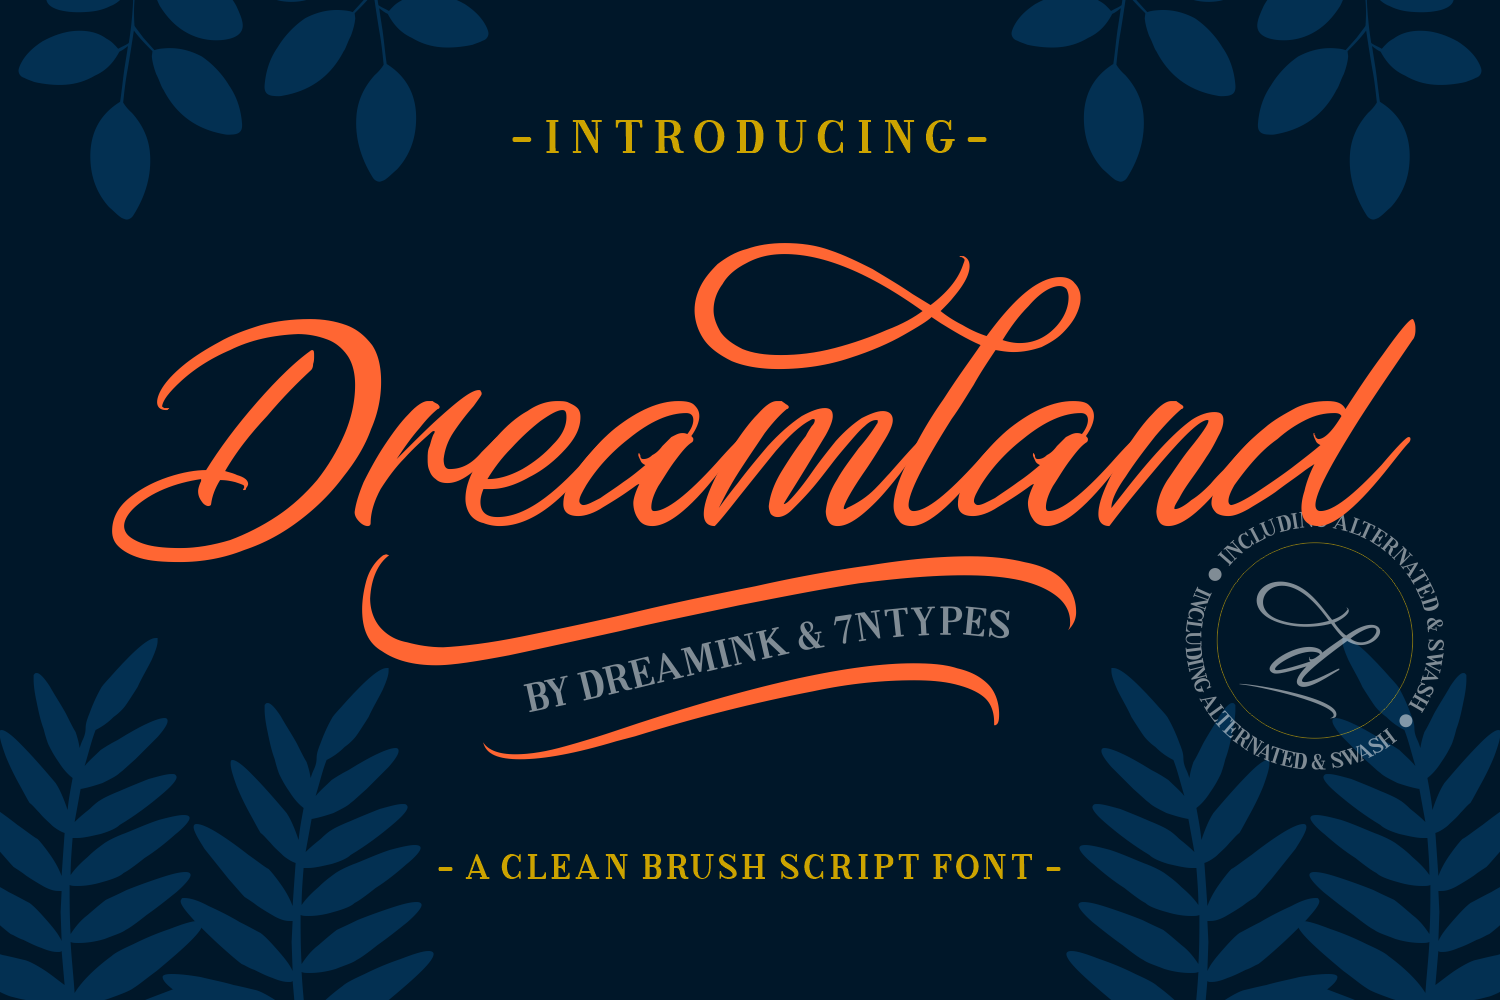 -INTRODUCING-
Dreamland
BY DREAMINK & 7NTYPES
INCLUDING ALTERNATED & SWASH
d
INCLUDING ALTERNATED & SWASH
- A CLEAN BRUSH SCRIPT FONT -